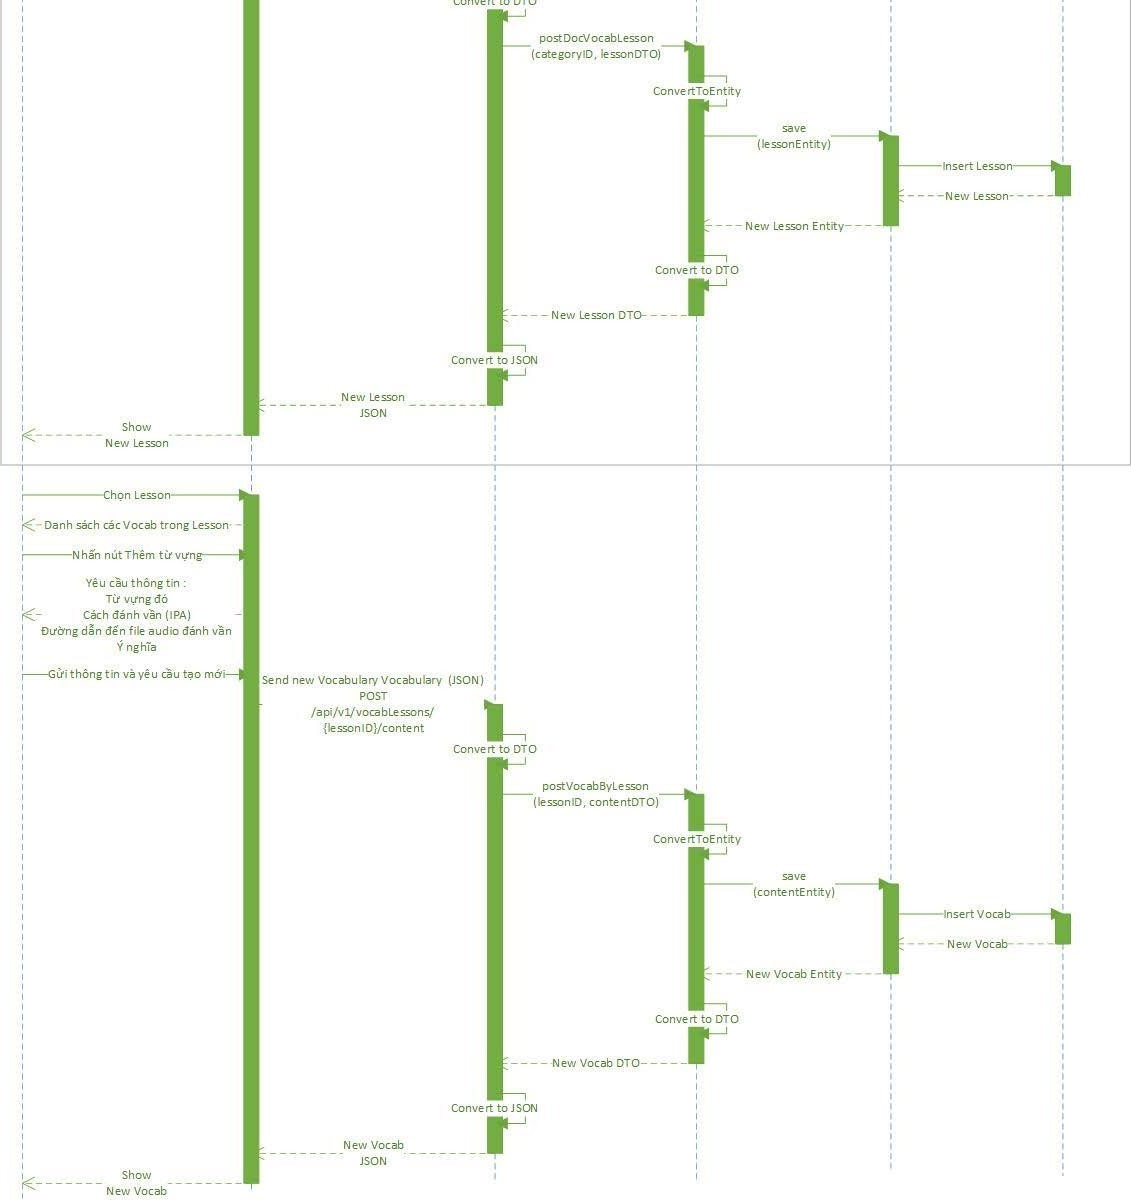 Convert to DTO
postDocVocabLesson
(categoryID, lessonDTO)
ConvertToEntity
save
(lessonEntity)
Insert Lesson
New Lesson
New Lesson Entity
Convert to DTO
New Lesson DTO
Convert to JSON
New Lesson
JSON
Show
New Lesson
Chọn Lesson
Danh sách các Vocab trong Lesson
Nhấn nút Thêm từ vựng
Yêu cầu thông tin :
Từ vựng đó
Cách đánh vần (IPA)
Đường dẫn đến file audio đánh vần
Ý nghĩa
Gửi thông tin và yêu cầu tạo mới
Send new Vocabulary Vocabulary (JSON)
POST
/api/v1/vocabLessons/
{lessonID}/content
Convert to DTO
postVocabByLesson
(lessonID, contentDTO)
ConvertToEntity
save
(contentEntity)
Insert Vocab
New Vocab
New Vocab Entity
Convert to DTO
New Vocab DTO
Convert to JSON
New Vocab
JSON
Show
New Vocab